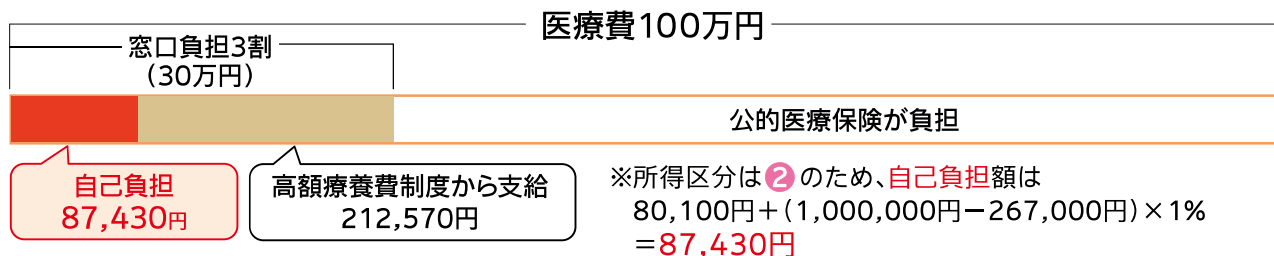 医療費100万円
窓口負担3割
（30万円）
公的医療保険が負担
自己負担
87,430円
高額療養費制度から支給
212,570円
※所得区分は2のため、自己負担額は
80,100円＋（1,000,000円－267,000円）×1%
＝87,430円